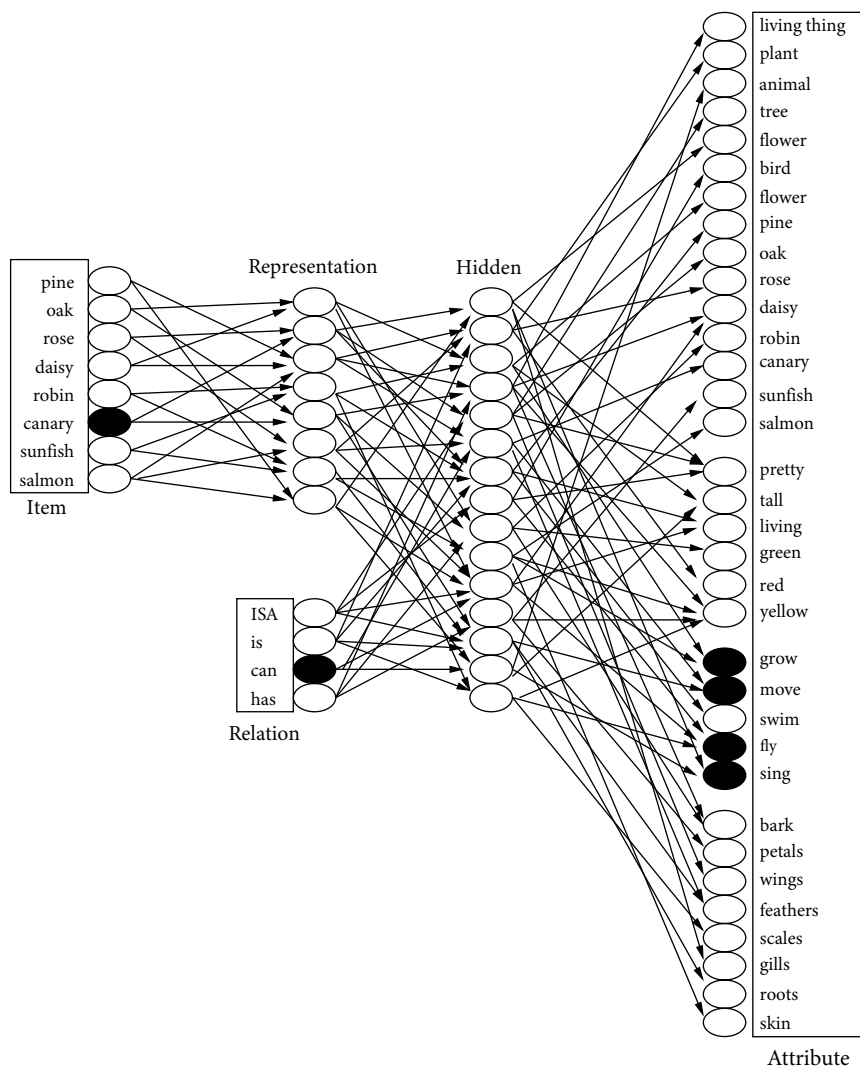 pine
oak
rose
daisy
robin
canary
sunfish
salmon
Item
Representation
Hidden
ISA
is
can
has
Relation
living thing
plant
animal
tree
flower
bird
flower
pine
oak
rose
daisy
robin
canary
sunfish
salmon
pretty
tall
living
green
red
yellow
grow
move
swim
fly
sing
bark
petals
wings
feathers
scales
gills
roots
skin
Attribute